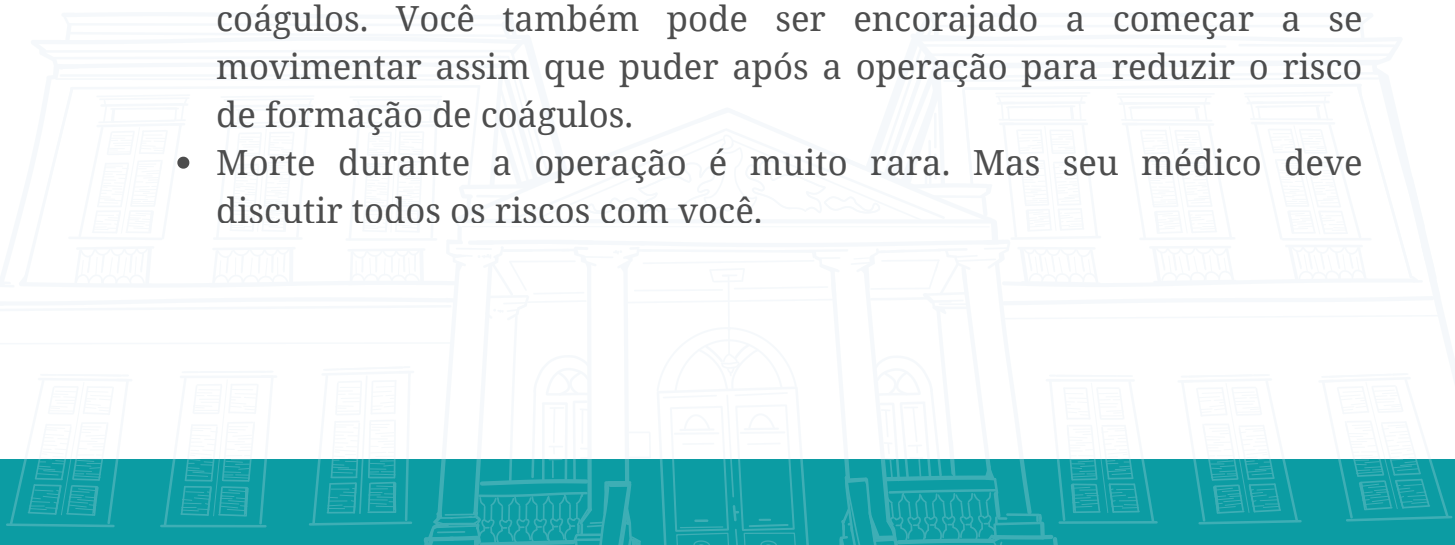 coágulos. Você também pode ser encorajado a começar a se
movimentar assim que puder após a operação para reduzir o risco
de formação de coágulos.
• Morte durante a operação é muito rara. Mas seu médico deve
discutir todos os riscos com você.